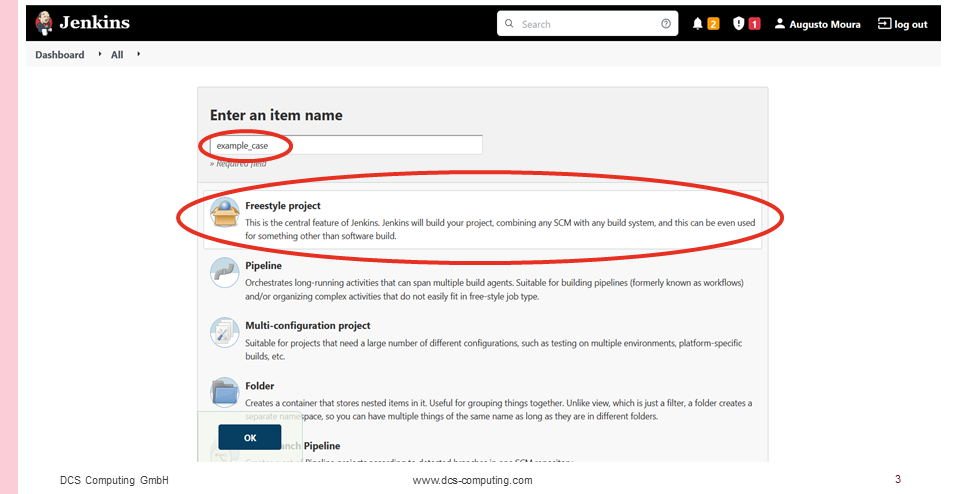 Jenkins
Search
2
1
Augusto Moura
log out
Dashboard
All
Enter an item name
example_case
» Required field
Freestyle project
This is the central feature of Jenkins. Jenkins will build your project, combining any SCM with any build system, and this can be even used
for something other than software build.
Pipeline
Orchestrates long-running activities that can span multiple build agents. Suitable for building pipelines (formerly known as workflows)
and/or organizing complex activities that do not easily fit in free-style job type.
Multi-configuration project
Suitable for projects that need a large number of different configurations, such as testing on multiple environments, platform-specific
builds, etc.
Folder
Creates a container that stores nested items in it. Useful for grouping things together. Unlike view, which is just a filter, a folder creates a
separate namespace, so you can have multiple things of the same name as long as they are in different folders.
OK
Pipeline
DCS Computing GmbH
www.dcs-computing.com
3